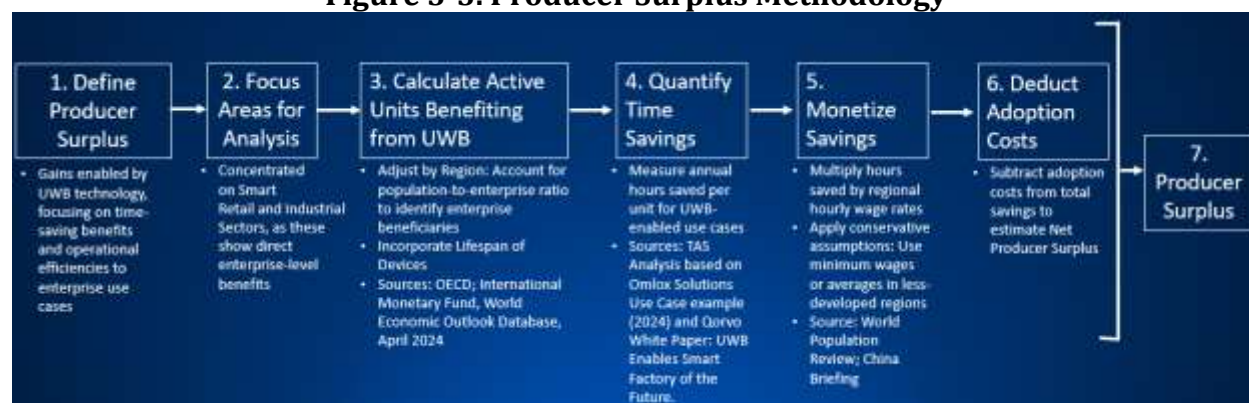 Figure 3-3. Producer Surplus Methodology
1. Define
Producer
Surplus
• Gains enabled by
UWB technology,
focusing on time-
saving benefits
and operational
efficiencies to
enterprise use
cases
2. Focus
Areas for
Analysis
• Concentrated
on Smart
Retail and Industrial
Sectors, as these
show direct
enterprise-level
benefits
3. Calculate Active
Units Benefiting
from UWB
• Adjust by Region: Account for
population-to-enterprise ratio
to identify enterprise
beneficiaries
• Incorporate Lifespan of
Devices
• Sources: OECD; International
Monetary Fund, World
Economic Outlook Database,
April 2024
4. Quantify
Time
Savings
• Measure annual
hours saved per
unit for UWB-
enabled use cases
• Sources: TAS
Analysis based on
Omlox Solutions
Use Case example
(2024) and Qorvo
White Paper: UWB
Enables Smart
Factory of the
Future.
5.
Monetize
Savings
• Multiply hours
saved by regional
hourly wage rates
• Apply conservative
assumptions: Use
minimum wages
or averages in less-
developed regions
• Source: World
Population
Review; China
Briefing
6. Deduct
Adoption
Costs
• Subtract adoption
costs from total
savings to
estimate Net
Producer Surplus
7.
Producer
Surplus